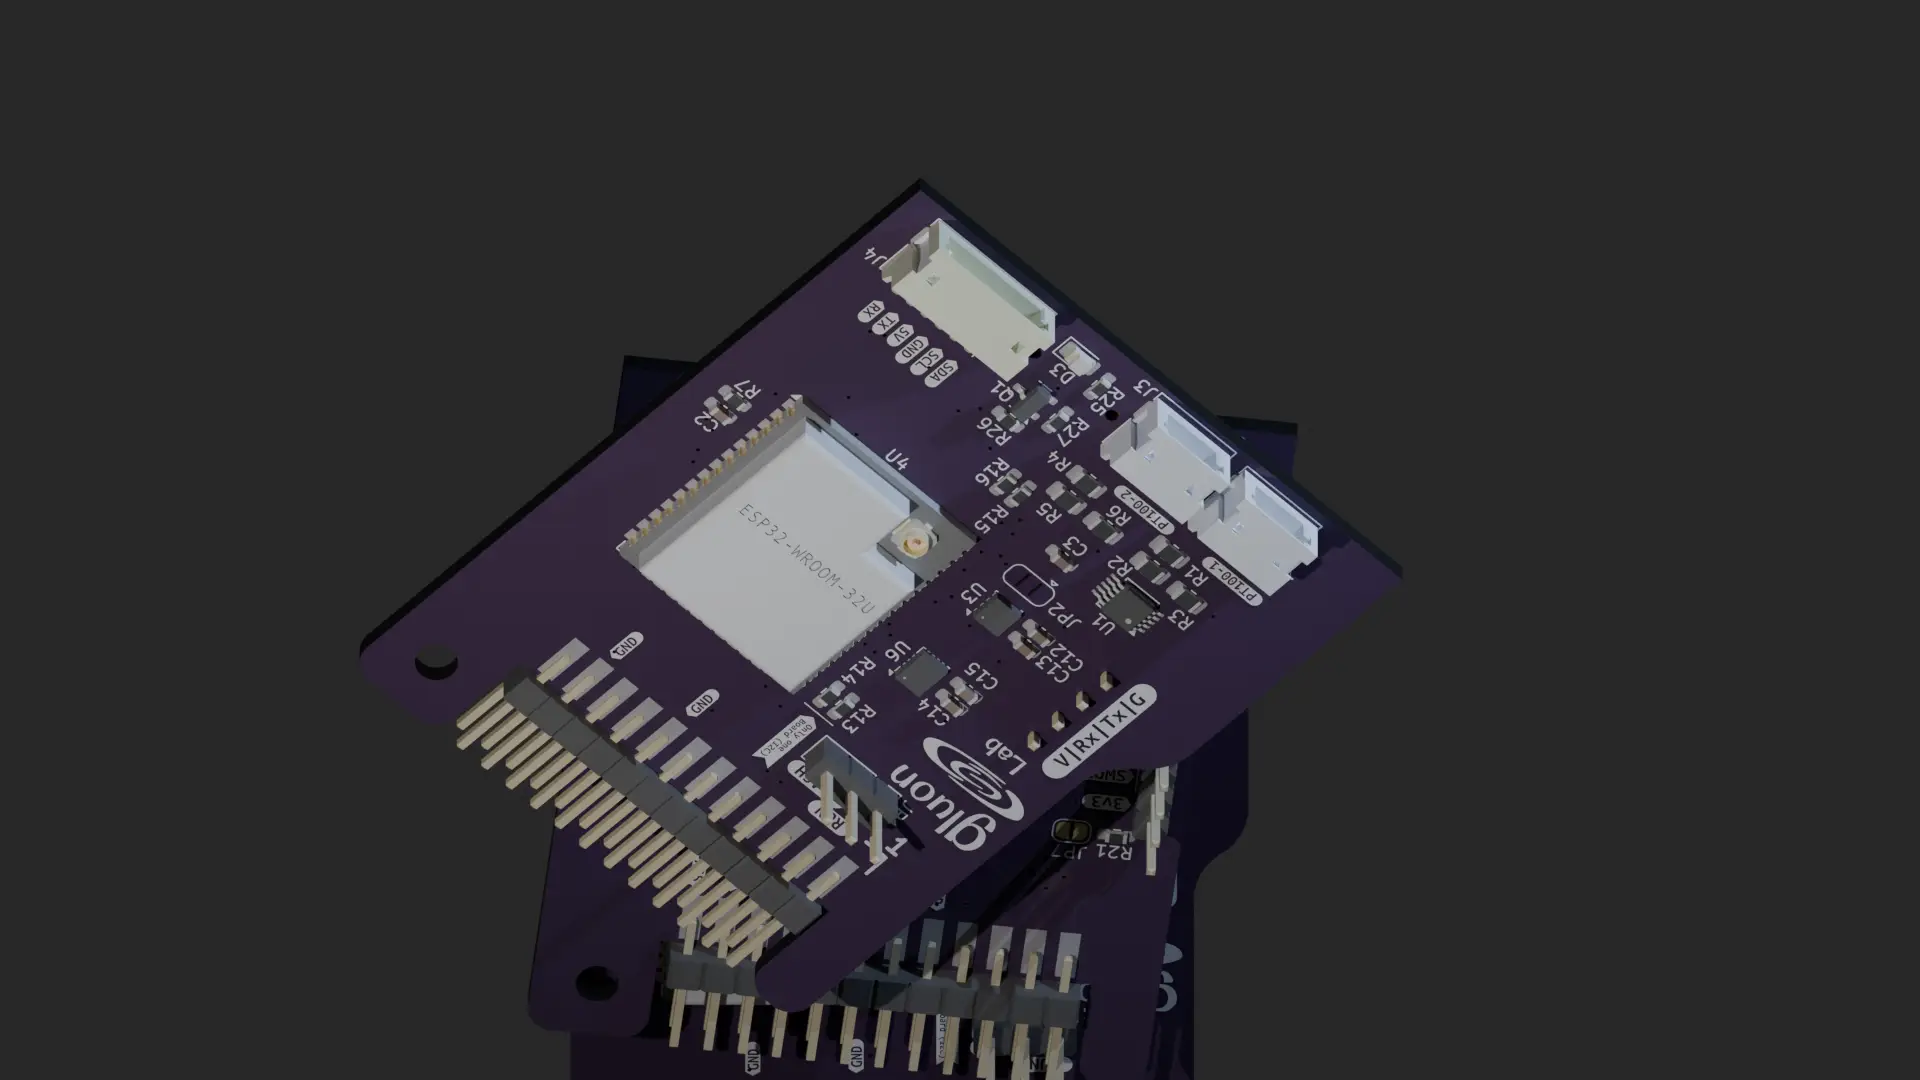 J4
RX
TX
5V
GND
SCL
SDA
D3
Q1
R25
R26
R27
J3
R7
C2
U4
ESP32-WROOM-32U
R4
R16
R5
R15
R6
PT100-2
C3
R2
R1
PT100-1
JP2
U3
U1
R3
C12
C13
U6
C15
C14
R14
R13
GND
GND
Only one
Board (I2C)
V|Rx|Tx|G
gluon
Lab
3v3
JP7
R21
GND
GND